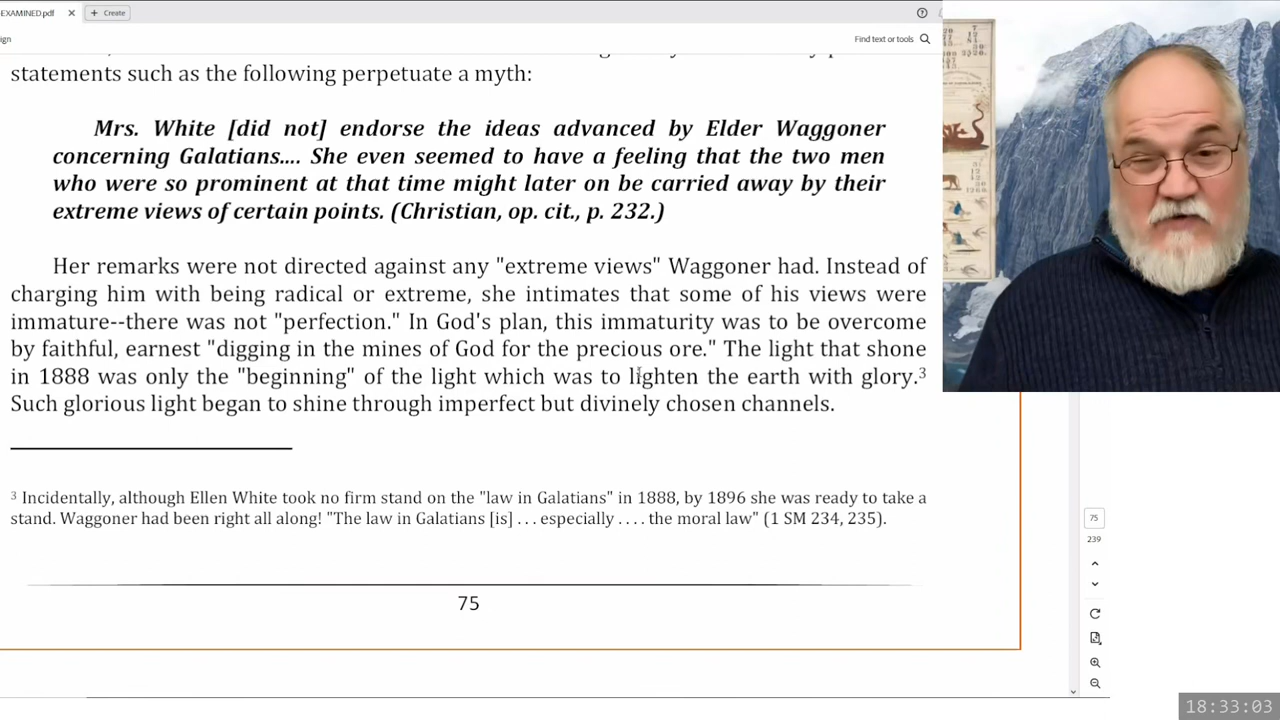 EXAMINED.pdf
Create
ign
Find text or tools
statements such as the following perpetuate a myth:
Mrs. White [did not] endorse the ideas advanced by Elder Waggoner
concerning Galatians.... She even seemed to have a feeling that the two men
who were so prominent at that time might later on be carried away by their
extreme views of certain points. (Christian, op. cit., p. 232.)
Her remarks were not directed against any "extreme views" Waggoner had. Instead of
charging him with being radical or extreme, she intimates that some of his views were
immature--there was not "perfection." In God's plan, this immaturity was to be overcome
by faithful, earnest "digging in the mines of God for the precious ore." The light that shone
in 1888 was only the "beginning" of the light which was to lighten the earth with glory.³
Such glorious light began to shine through imperfect but divinely chosen channels.
³ Incidentally, although Ellen White took no firm stand on the "law in Galatians" in 1888, by 1896 she was ready to take a
stand. Waggoner had been right all along! "The law in Galatians [is] . . . especially . . . . the moral law" (1 SM 234, 235).
75
75
239
18:33:03